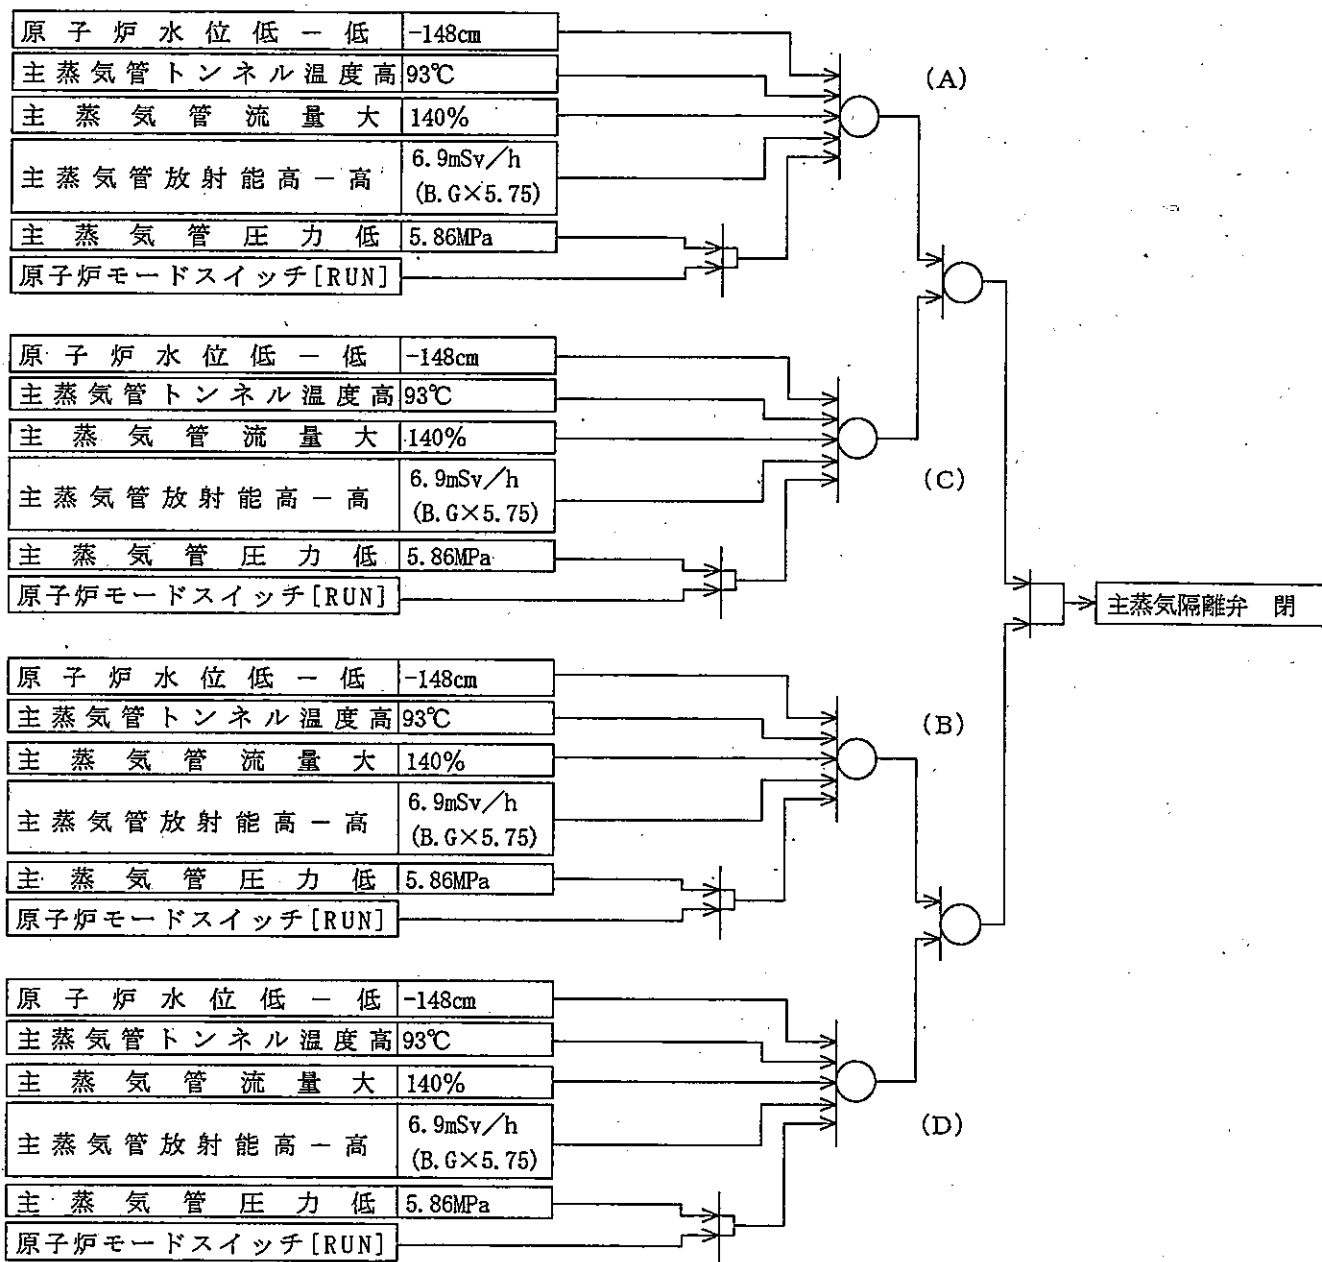 原子炉水位低－低 -148cm
主蒸気管トンネル温度高 93℃
主蒸気管流量大 140%
主蒸気管放射能高－高 6.9mSv/h
(B.G×5.75)
主蒸気管圧力低 5.86MPa
原子炉モードスイッチ[RUN]
(A)
原子炉水位低－低 -148cm
主蒸気管トンネル温度高 93℃
主蒸気管流量大 140%
主蒸気管放射能高－高 6.9mSv/h
(B.G×5.75)
主蒸気管圧力低 5.86MPa
原子炉モードスイッチ[RUN]
(C)
主蒸気隔離弁 閉
原子炉水位低－低 -148cm
主蒸気管トンネル温度高 93℃
主蒸気管流量大 140%
主蒸気管放射能高－高 6.9mSv/h
(B.G×5.75)
主蒸気管圧力低 5.86MPa
原子炉モードスイッチ[RUN]
(B)
原子炉水位低－低 -148cm
主蒸気管トンネル温度高 93℃
主蒸気管流量大 140%
主蒸気管放射能高－高 6.9mSv/h
(B.G×5.75)
主蒸気管圧力低 5.86MPa
原子炉モードスイッチ[RUN]
(D)